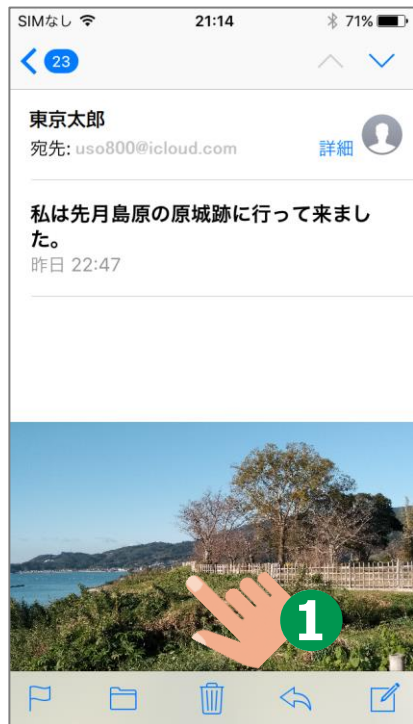 SIMなし 21:14 71%
23
東京太郎
宛先: uso800@icloud.com 詳細
私は先月島原の原城跡に行って来まし
た。
昨日 22:47
1